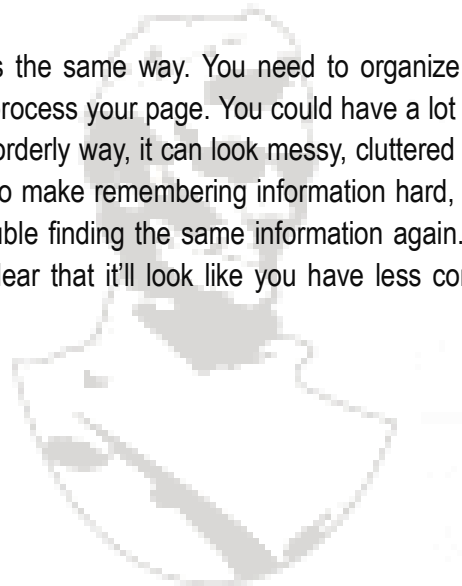 s the same way. You need to organize
rocess your page. You could have a lot
orderly way, it can look messy, cluttered
o make remembering information hard,
uble finding the same information again.
lear that it'll look like you have less con